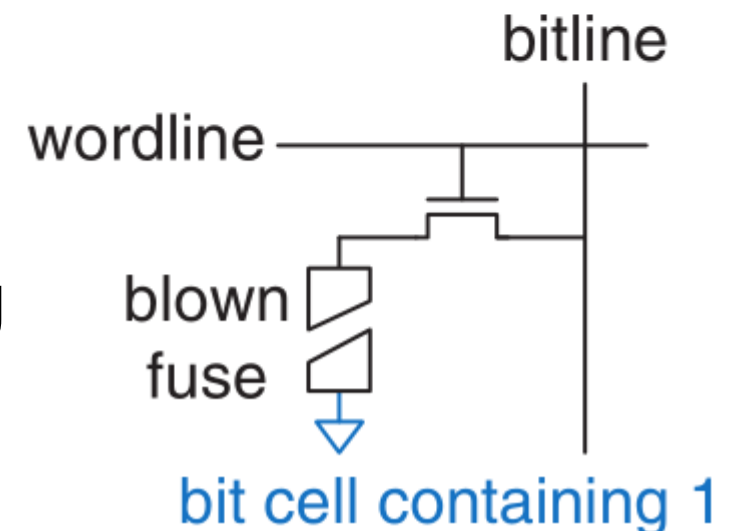 bitline
wordline
blown
fuse
bit cell containing 1